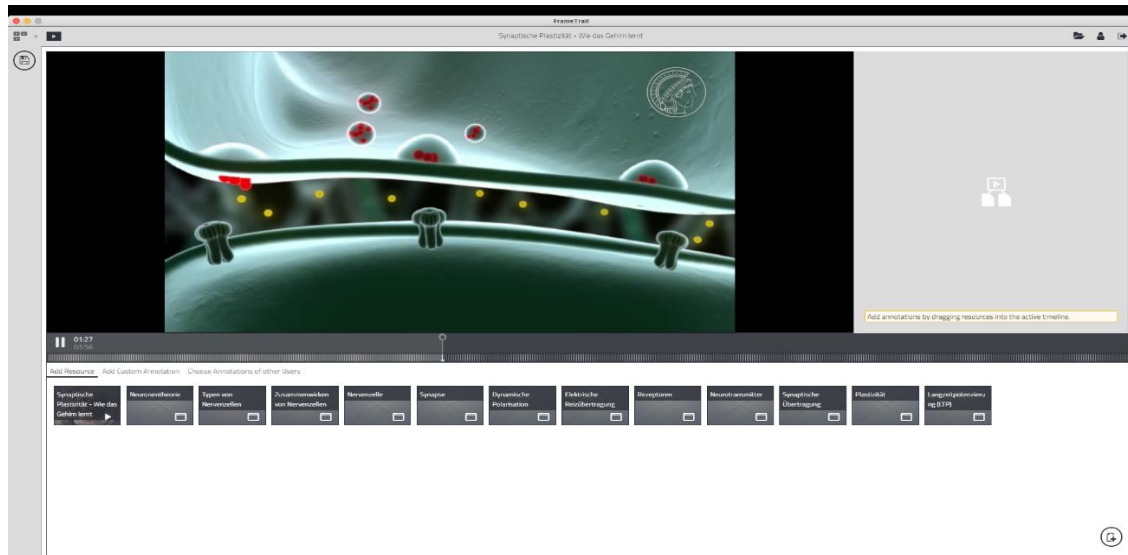 FrameTrail
Synaptische Plastizität - Wie das Gehirn lernt
Add annotations by dragging resources into the active timeline.
01:27
03:56
Add Resource Add Custom Annotation Choose Annotations of other Users
Synaptische
Plastizität - Wie das
Gehirn lernt
Neuronentheorie
Typen von
Nervenzellen
Zusammenwirken
von Nervenzellen
Nervenzelle
Synapse
Dynamische
Polarisation
Elektrische
Reizübertragung
Rezeptoren
Neurotransmitter
Synaptische
Übertragung
Plastizität
Langzeitpotenzieru
ng (LTP)